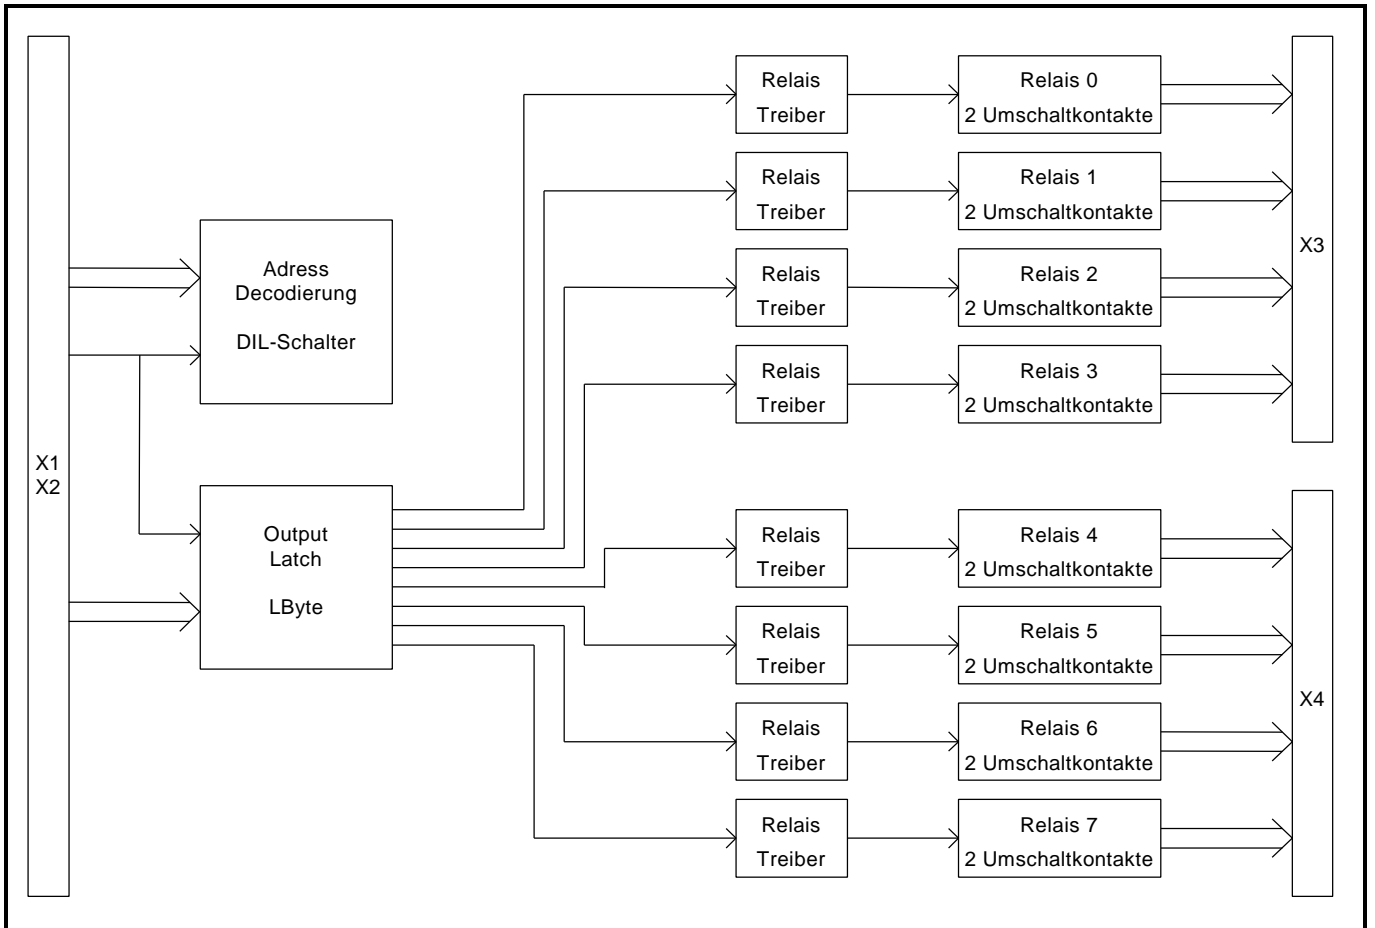 X1
X2
Adress
Decodierung
DIL-Schalter
Output
Latch
LByte
Relais
Treiber
Relais 0
2 Umschaltkontakte
Relais
Treiber
Relais 1
2 Umschaltkontakte
Relais
Treiber
Relais 2
2 Umschaltkontakte
Relais
Treiber
Relais 3
2 Umschaltkontakte
X3
Relais
Treiber
Relais 4
2 Umschaltkontakte
Relais
Treiber
Relais 5
2 Umschaltkontakte
Relais
Treiber
Relais 6
2 Umschaltkontakte
Relais
Treiber
Relais 7
2 Umschaltkontakte
X4